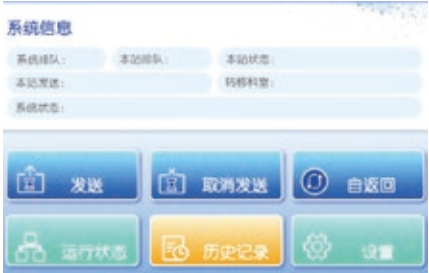 系统信息
系统排队： 本站排队： 本站状态：
本站发送： 转移科室：
系统状态：
发送 取消发送 自返回
运行状态 历史记录 设置